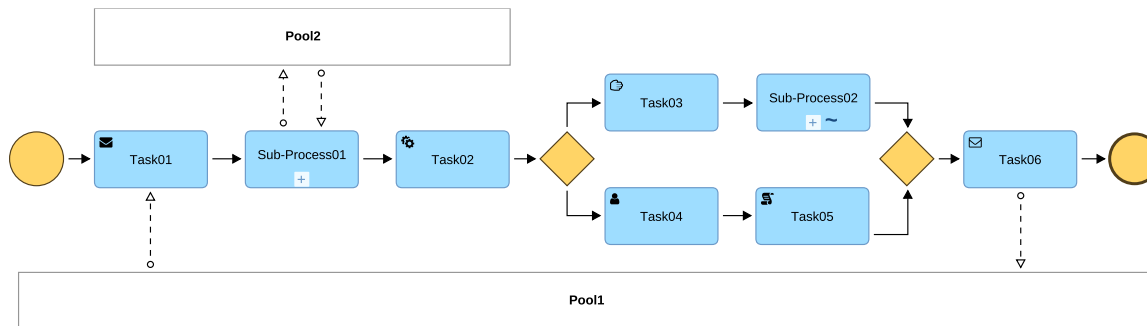 Pool2
Task03
Sub-Process02
Task01
Sub-Process01
Task02
Task06
Task04
Task05
Pool1